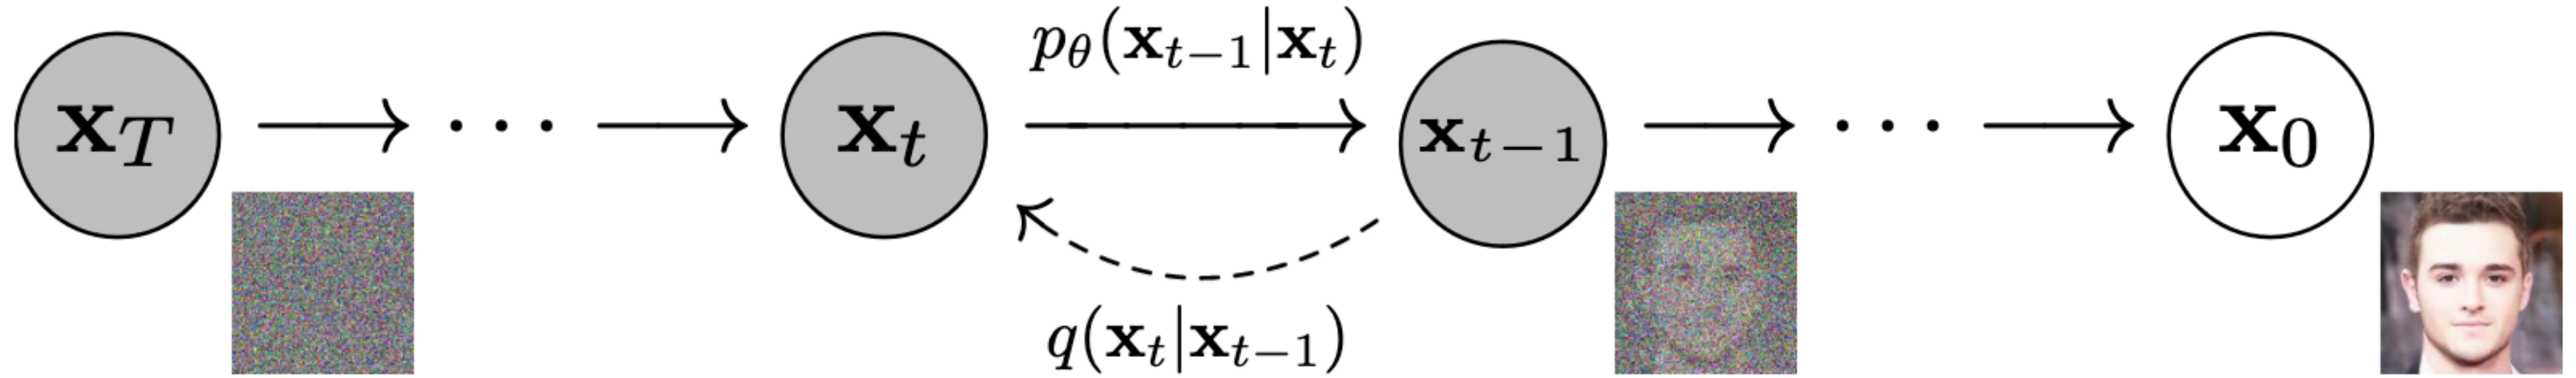 p_θ(x_{t−1}|x_t)
x_T → ··· → x_t → x_{t−1} → ··· → x_0
q(x_t|x_{t−1})